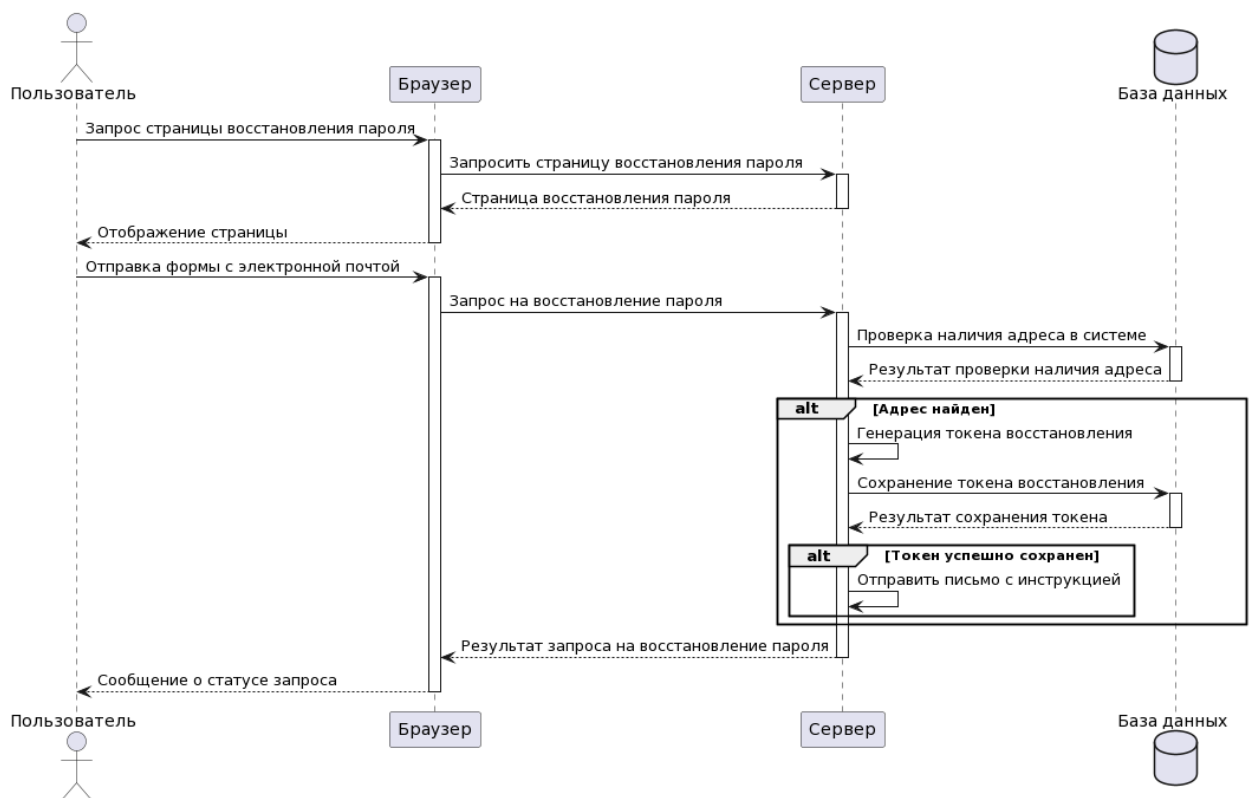 Пользователь
Браузер
Сервер
База данных
Запрос страницы восстановления пароля
Запросить страницу восстановления пароля
Страница восстановления пароля
Отображение страницы
Отправка формы с электронной почтой
Запрос на восстановление пароля
Проверка наличия адреса в системе
Результат проверки наличия адреса
alt [Адрес найден]
Генерация токена восстановления
Сохранение токена восстановления
Результат сохранения токена
alt [Токен успешно сохранен]
Отправить письмо с инструкцией
Результат запроса на восстановление пароля
Сообщение о статусе запроса
Пользователь
Браузер
Сервер
База данных